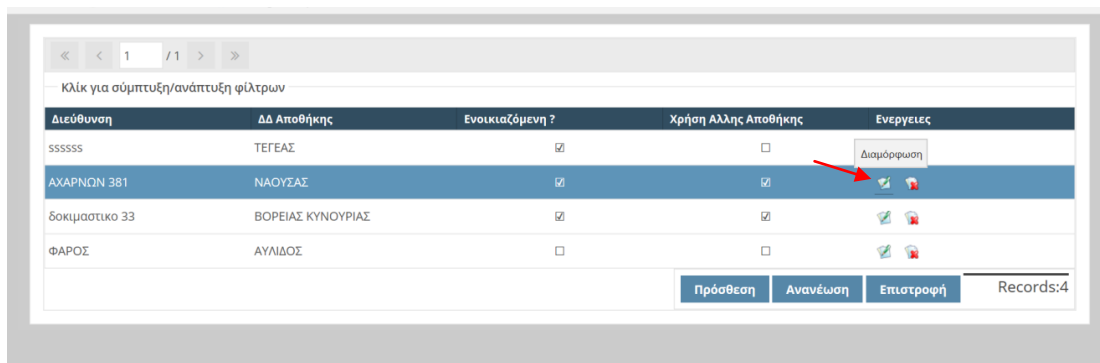 « < 1 / 1 > »
Κλίκ για σύμπτυξη/ανάπτυξη φίλτρων
Διεύθυνση ΔΔ Αποθήκης Ενοικιαζόμενη ? Χρήση Αλλης Αποθήκης Ενεργειες
ssssss ΤΕΓΕΑΣ
Διαμόρφωση
ΑΧΑΡΝΩΝ 381 ΝΑΟΥΣΑΣ
δοκιμαστικο 33 ΒΟΡΕΙΑΣ ΚΥΝΟΥΡΙΑΣ
ΦΑΡΟΣ ΑΥΛΙΔΟΣ
Πρόσθεση Ανανέωση Επιστροφή Records:4